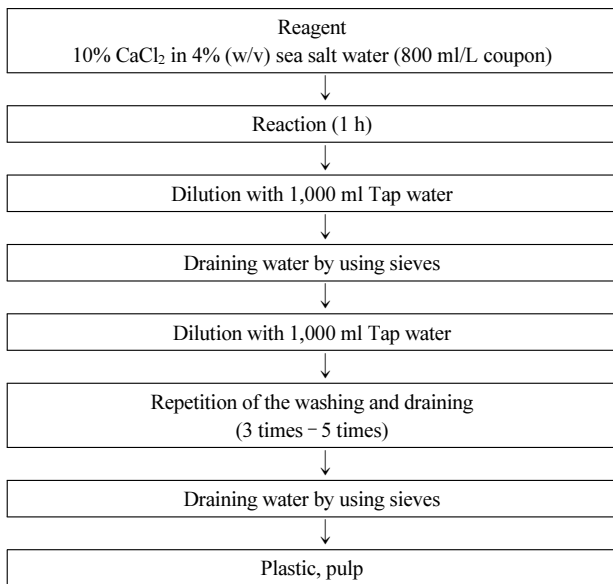 Reagent
10% CaCl₂ in 4% (w/v) sea salt water (800 ml/L coupon)
Reaction (1 h)
Dilution with 1,000 ml Tap water
Draining water by using sieves
Dilution with 1,000 ml Tap water
Repetition of the washing and draining
(3 times – 5 times)
Draining water by using sieves
Plastic, pulp